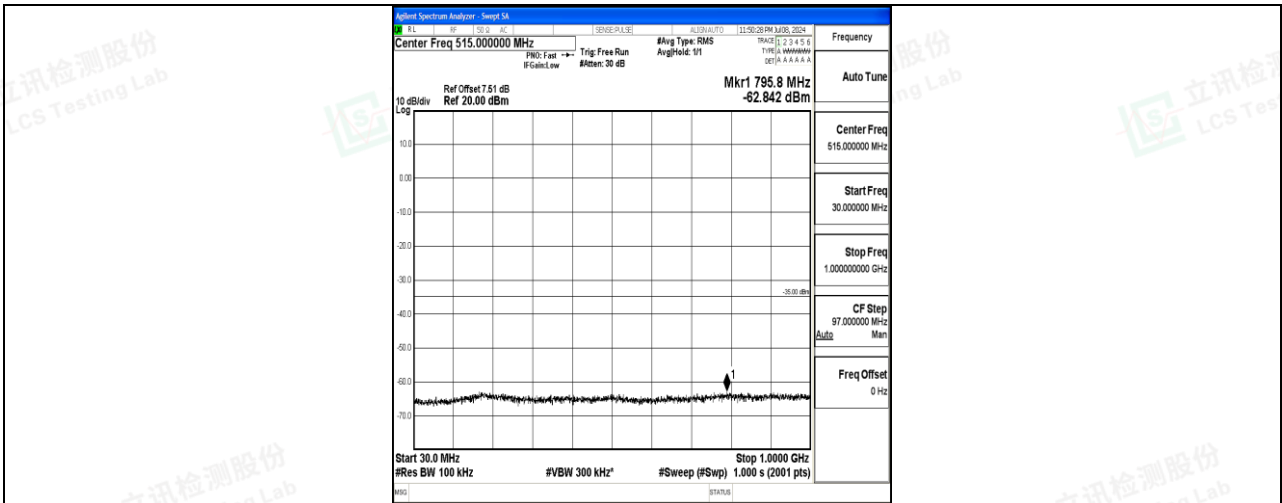 Agilent Spectrum Analyzer - Swept SA
RL RF 50 Ω AC SENSE:PULSE ALIGN AUTO 11:50:28 PM Jul 08, 2024
Center Freq 515.000000 MHz
PNO: Fast
IFGain:Low
Trig: Free Run
#Atten: 30 dB
#Avg Type: RMS
Avg|Hold: 1/1
TRACE 1 2 3 4 5 6
TYPE A WWWWW
DET A A A A A A
Frequency
Auto Tune
Mkr1 795.8 MHz
-62.842 dBm
Ref Offset 7.51 dB
Ref 20.00 dBm
10 dB/div
Log
10.0
0.00
-10.0
-20.0
-30.0
-35.00 dBm
-40.0
-50.0
-60.0
-70.0
1
Center Freq
515.000000 MHz
Start Freq
30.000000 MHz
Stop Freq
1.000000000 GHz
CF Step
97.000000 MHz
Auto Man
Freq Offset
0 Hz
Start 30.0 MHz
Stop 1.0000 GHz
#Res BW 100 kHz
#VBW 300 kHz*
#Sweep (#Swp) 1.000 s (2001 pts)
MSG
STATUS
立讯检测股份
LCS Testing Lab